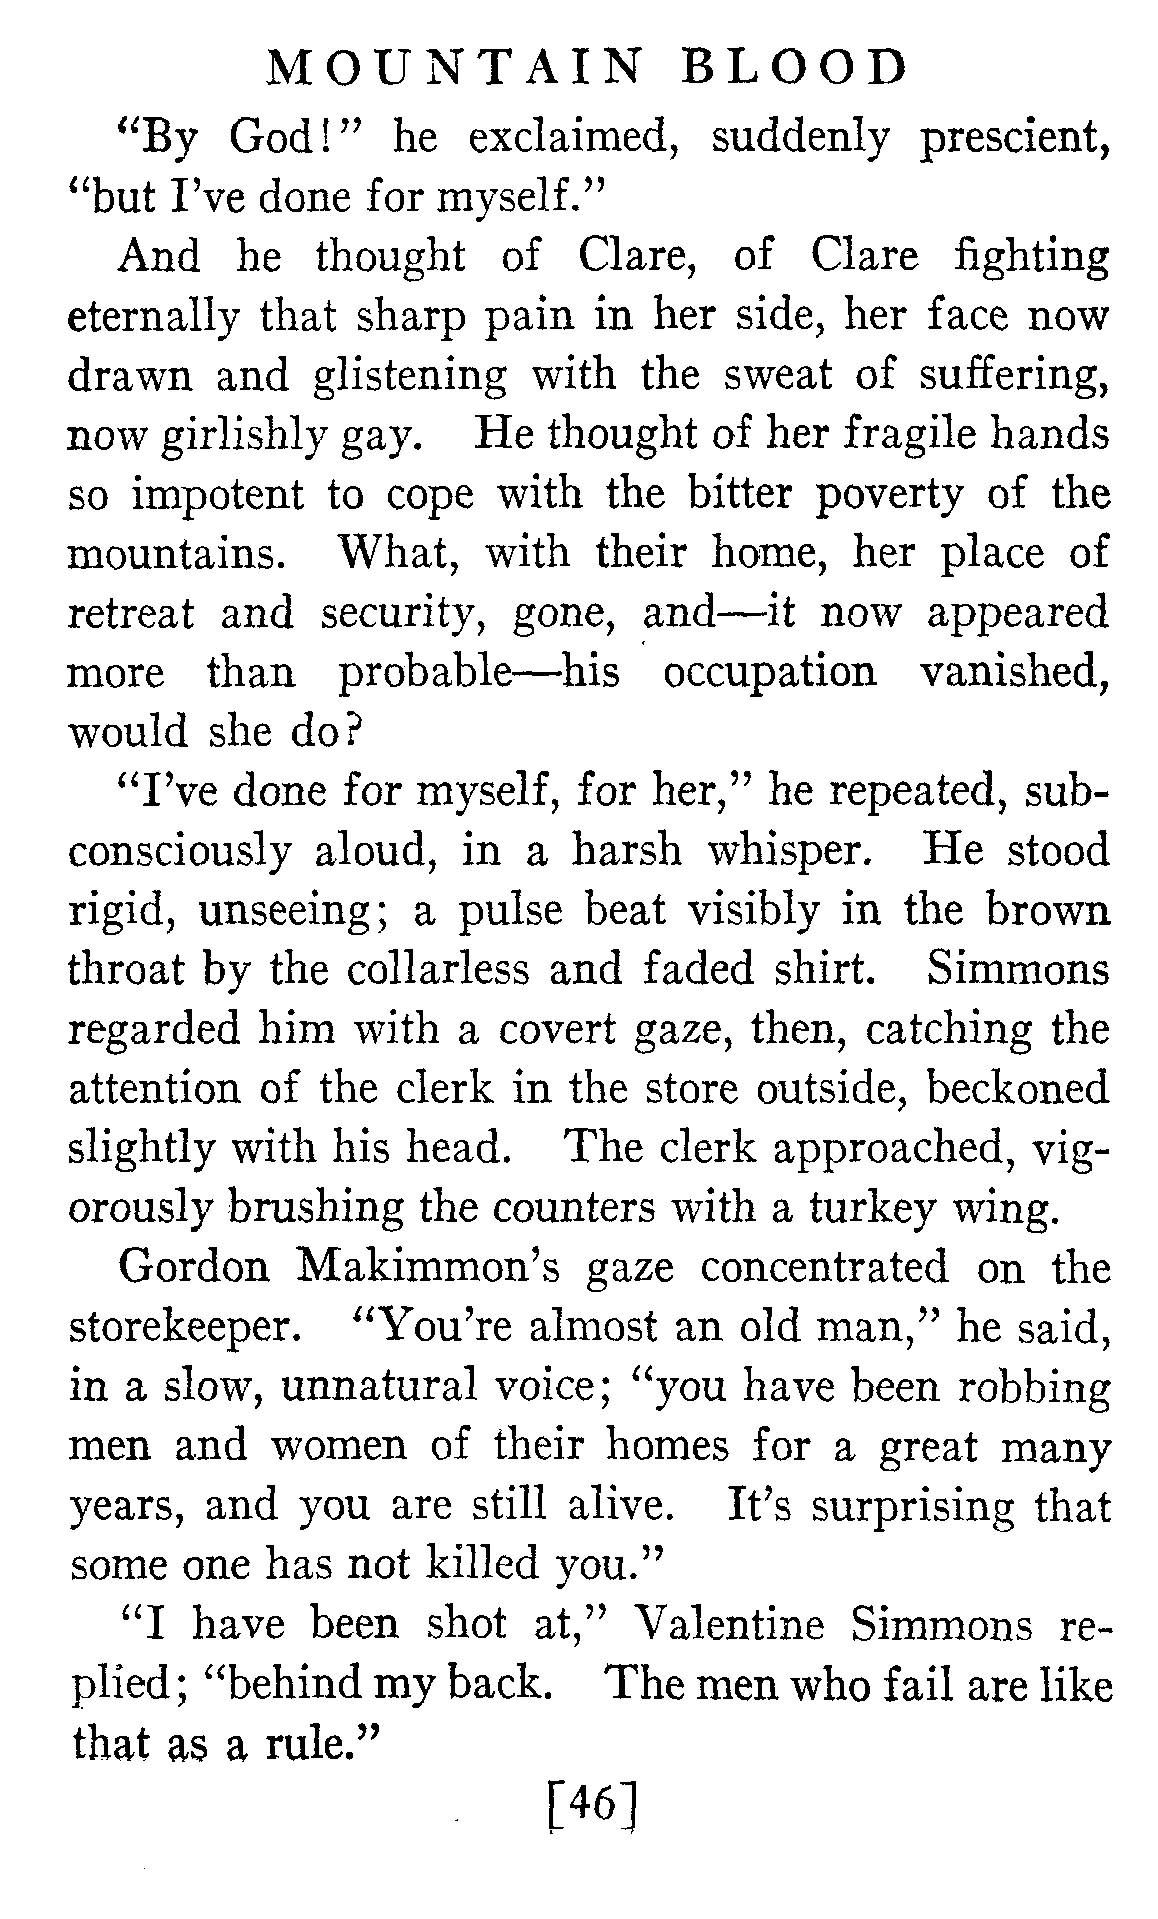 MOUNTAIN BLOOD
“By God!” he exclaimed, suddenly prescient,
“but I’ve done for myself.”
And he thought of Clare, of Clare fighting
eternally that sharp pain in her side, her face now
drawn and glistening with the sweat of suffering,
now girlishly gay. He thought of her fragile hands
so impotent to cope with the bitter poverty of the
mountains. What, with their home, her place of
retreat and security, gone, and—it now appeared
more than probable—his occupation vanished,
would she do?
“I’ve done for myself, for her,” he repeated, sub-
consciously aloud, in a harsh whisper. He stood
rigid, unseeing; a pulse beat visibly in the brown
throat by the collarless and faded shirt. Simmons
regarded him with a covert gaze, then, catching the
attention of the clerk in the store outside, beckoned
slightly with his head. The clerk approached, vig-
orously brushing the counters with a turkey wing.
Gordon Makimmon’s gaze concentrated on the
storekeeper. “You’re almost an old man,” he said,
in a slow, unnatural voice; “you have been robbing
men and women of their homes for a great many
years, and you are still alive. It’s surprising that
some one has not killed you.”
“I have been shot at,” Valentine Simmons re-
plied; “behind my back. The men who fail are like
that as a rule.”
[46]